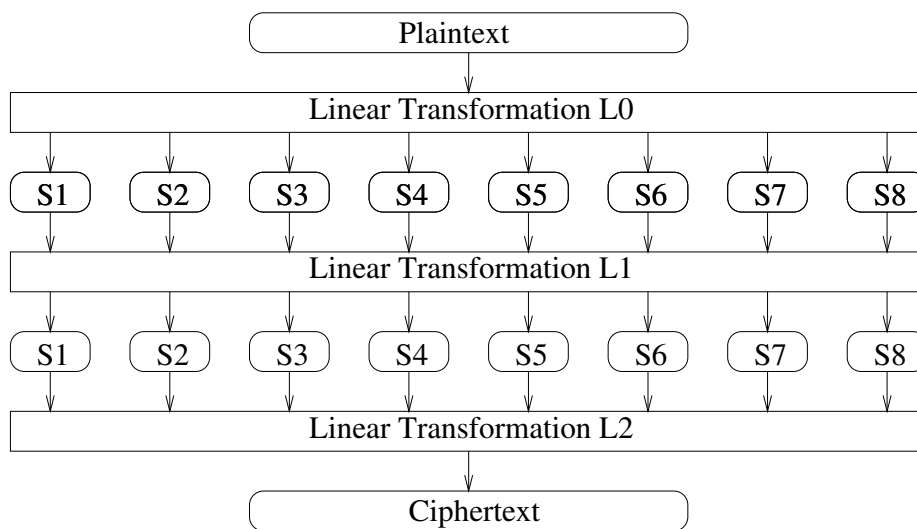 Plaintext
Linear Transformation L0
S1 S2 S3 S4 S5 S6 S7 S8
Linear Transformation L1
S1 S2 S3 S4 S5 S6 S7 S8
Linear Transformation L2
Ciphertext